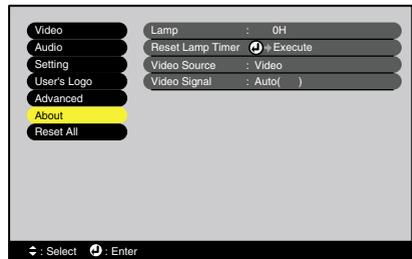 Video
Audio
Setting
User's Logo
Advanced
About
Reset All
Lamp : 0H
Reset Lamp Timer Execute
Video Source : Video
Video Signal : Auto( )
: Select : Enter